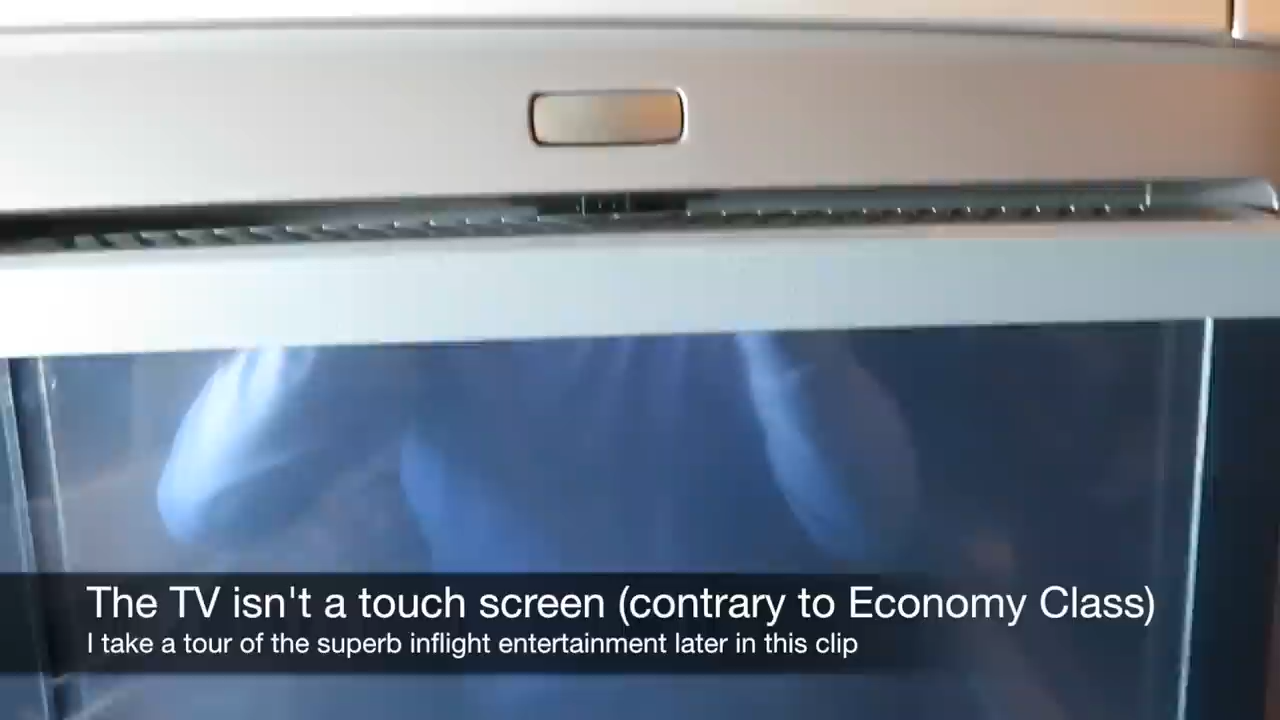 The TV isn't a touch screen (contrary to Economy Class)
I take a tour of the superb inflight entertainment later in this clip